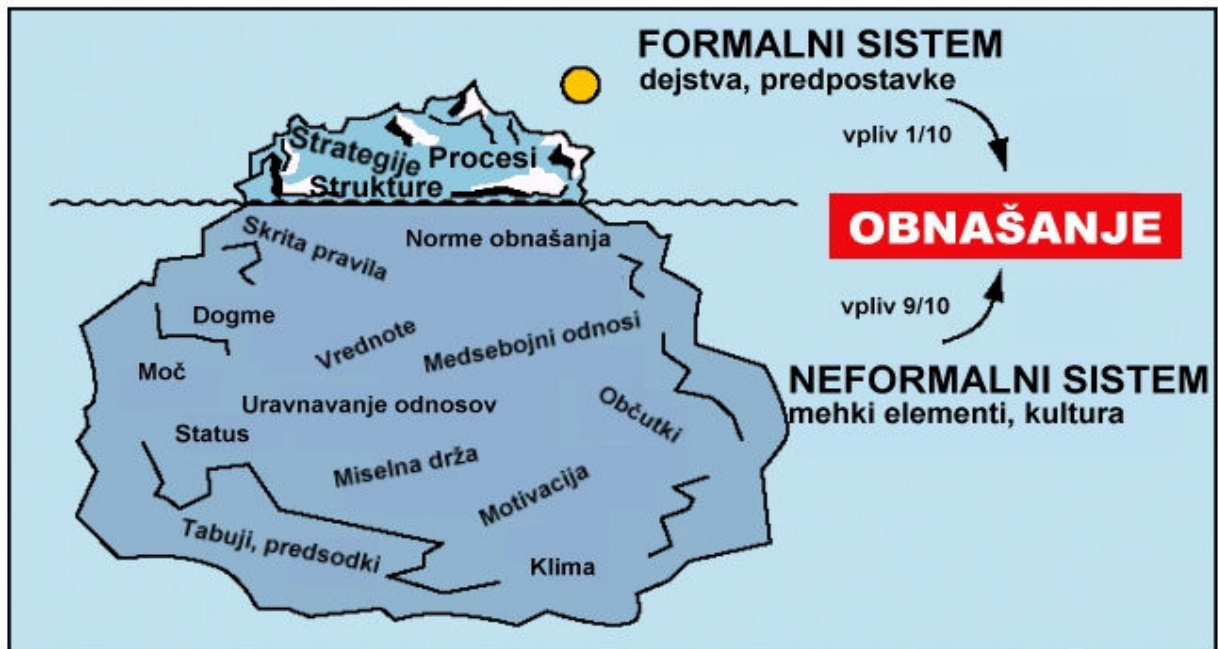 FORMALNI SISTEM
dejstva, predpostavke
vpliv 1/10
Strategije
Procesi
Strukture
OBNAŠANJE
Skrita pravila
Norme obnašanja
vpliv 9/10
Dogme
Vrednote
Medsebojni odnosi
Moč
NEFORMALNI SISTEM
mehki elementi, kultura
Uravnavanje odnosov
Občutki
Status
Miselna drža
Motivacija
Tabuji, predsodki
Klima